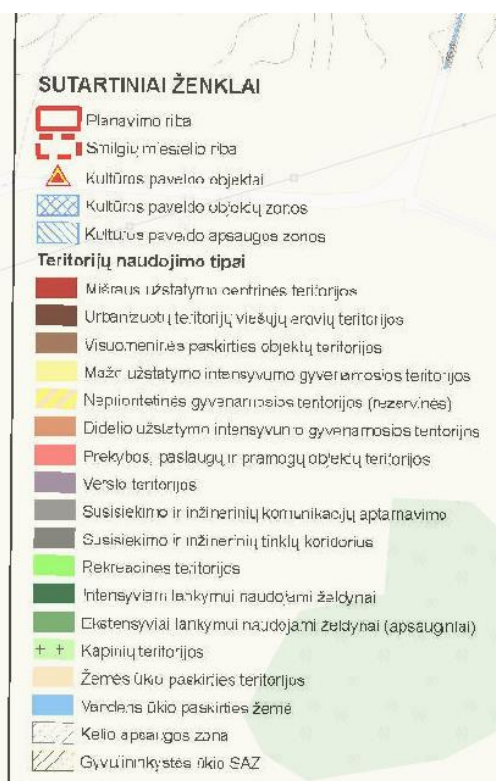 SUTARTINIAI ŽENKLAI
Planavimo riba
Smilgių miestelio riba
Kultūros paveldo objektai
Kultūros paveldo objektų zonos
Kultūros paveldo apsaugos zonos
Teritorijų naudojimo tipai
Mišraus užstatymo centrinės teritorijos
Urbanizuotų teritorijų viešųjų erdvių teritorijos
Visuomeninės paskirties objektų teritorijos
Mažo užstatymo intensyvumo gyvenamosios teritorijos
Neprioritetinės gyvenamosios teritorijos (rezervinės)
Didelio užstatymo intensyvumo gyvenamosios teritorijos
Prekybos, paslaugų ir pramogų objektų teritorijos
Verslo teritorijos
Susisiekimo ir inžinerinių komunikacijų aptarnavimo
Susisiekimo ir inžinerinių tinklų koridorius
Rekreacinės teritorijos
Intensyviam lankymui naudojami želdynai
Ekstensyviai lankymui naudojami želdynai (apsauginiai)
Kapinių teritorijos
Žemės ūkio paskirties teritorijos
Vandens ūkio paskirties žemė
Kelio apsaugos zona
Gyvulininkystės ūkio SAZ